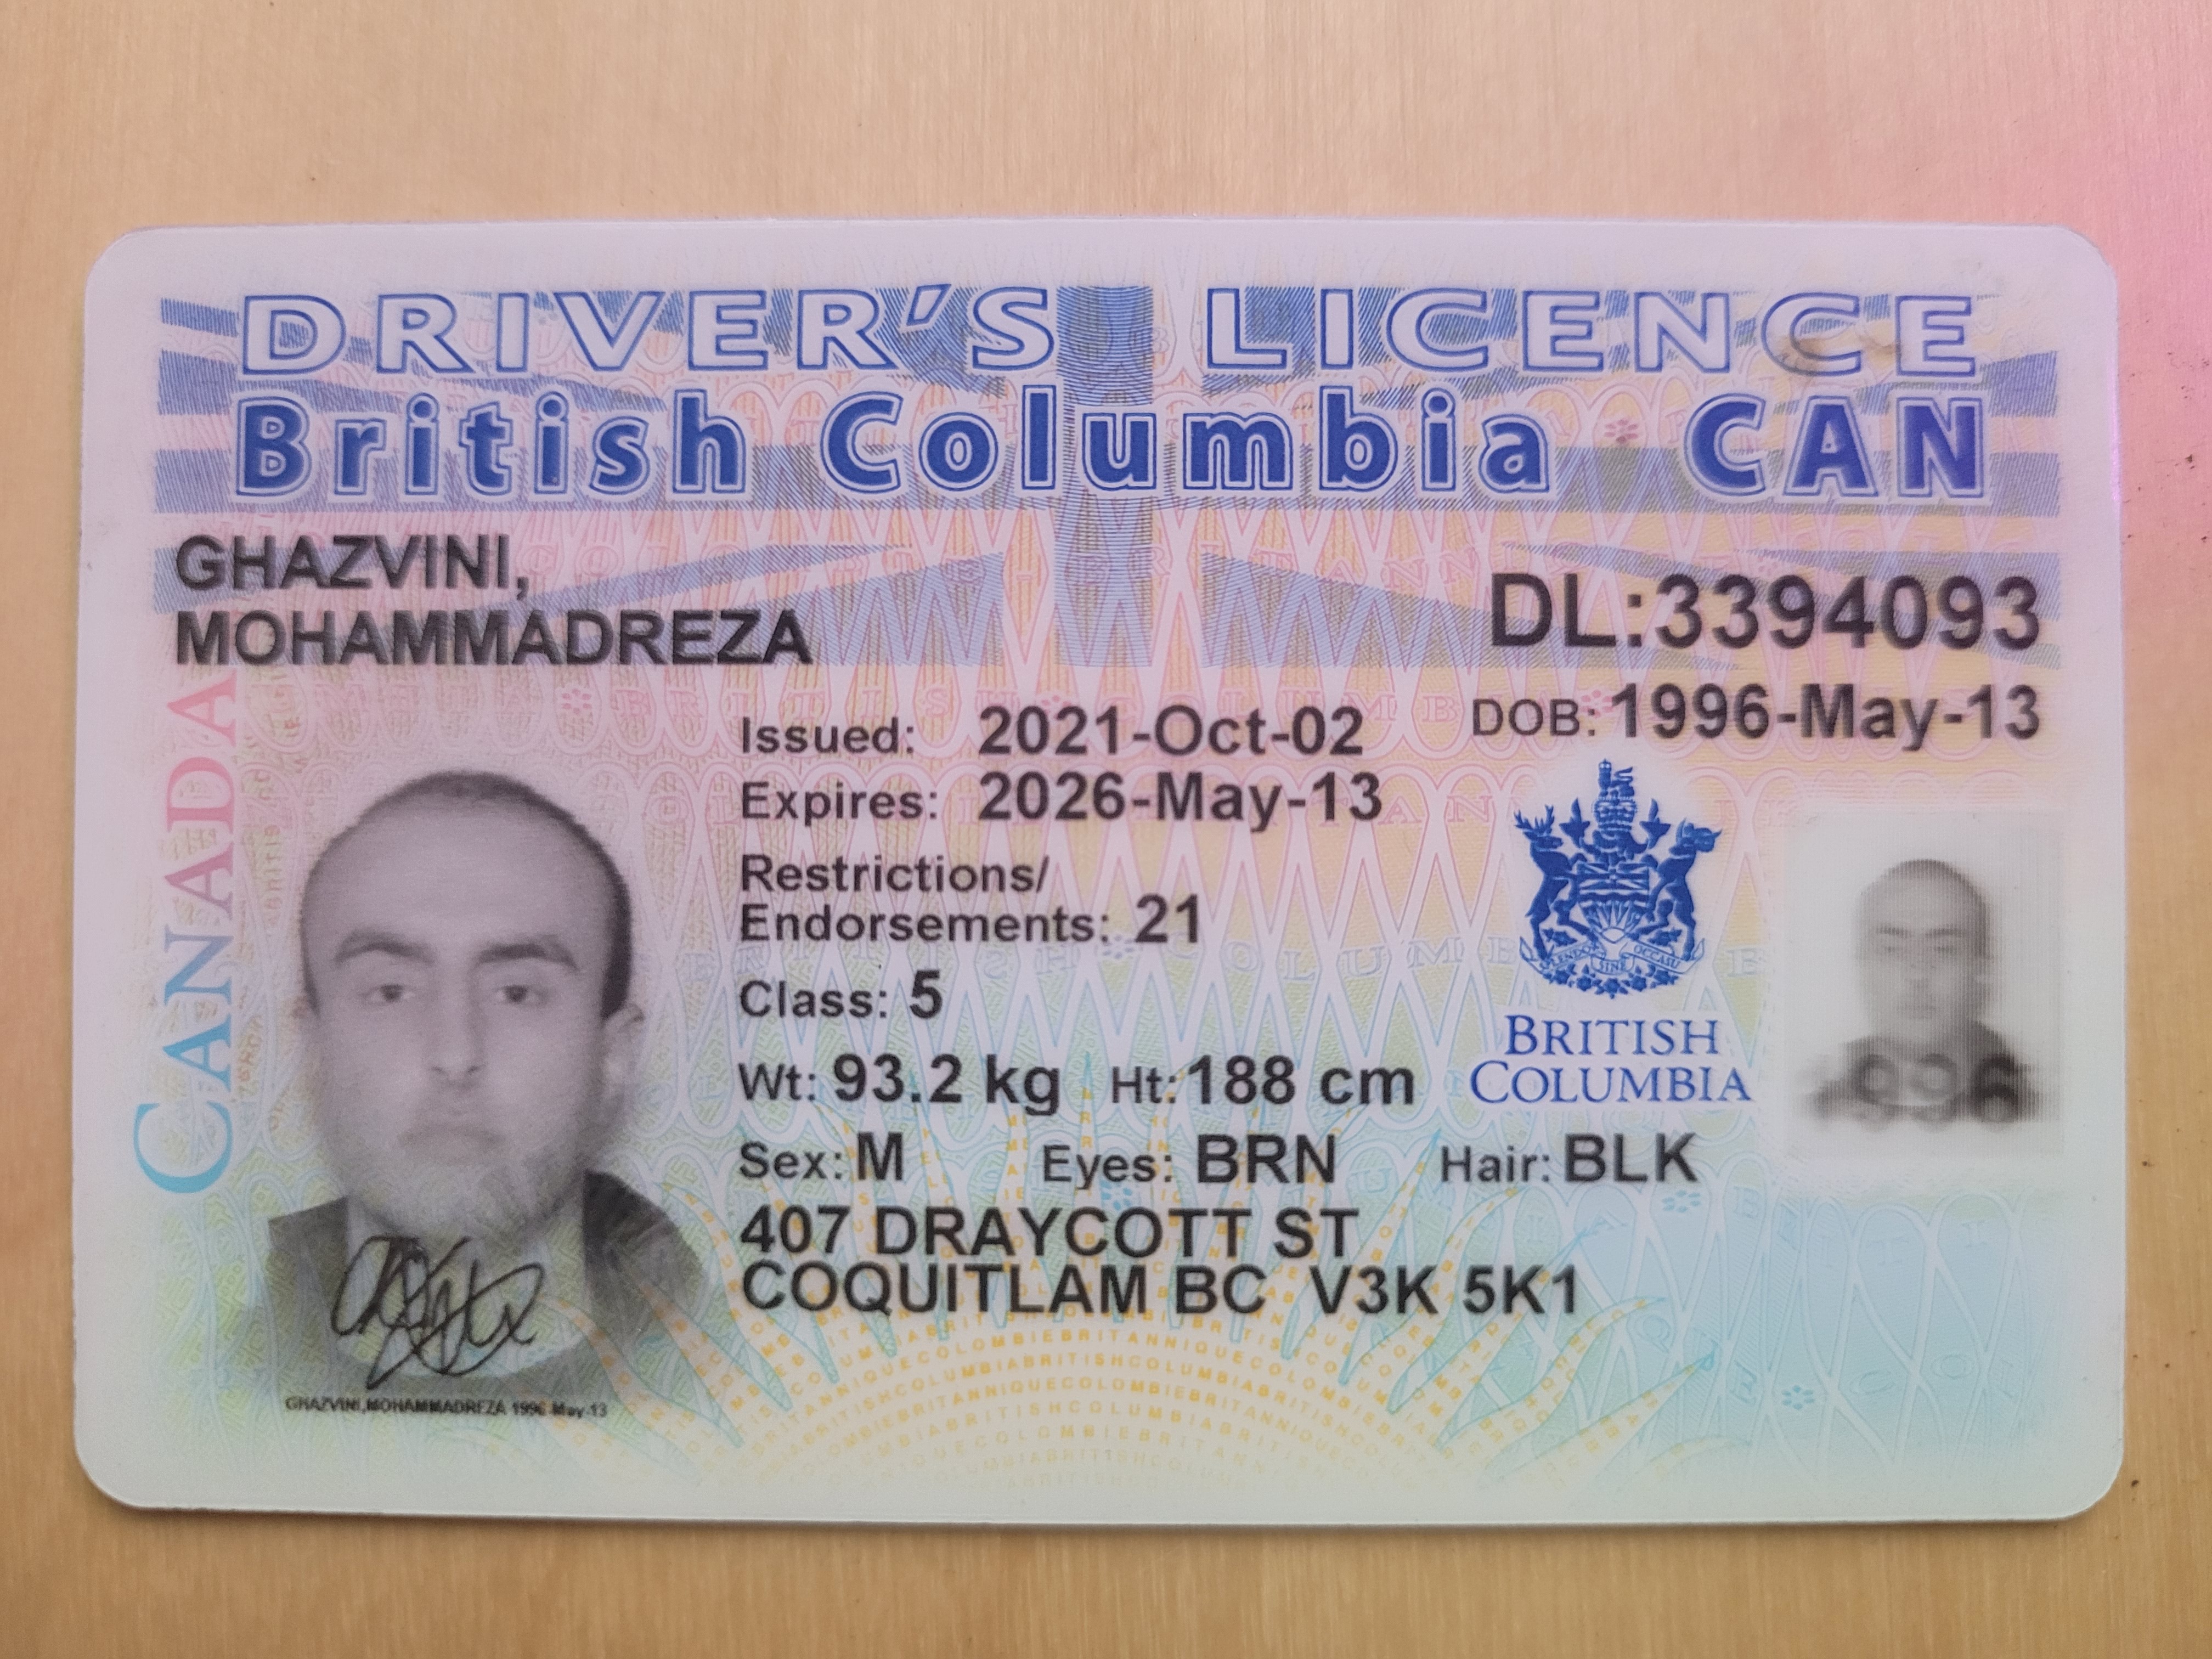 DRIVER'S LICENCE
British Columbia CAN
GHAZVINI,
MOHAMMADREZA
DL:3394093
DOB: 1996-May-13
Issued: 2021-Oct-02
Expires: 2026-May-13
Restrictions/
Endorsements: 21
Class: 5
Wt: 93.2 kg Ht: 188 cm
Sex: M Eyes: BRN Hair: BLK
407 DRAYCOTT ST
COQUITLAM BC V3K 5K1
CANADA
SPLENDOR SINE OCCASU
BRITISH
COLUMBIA
1996
GHAZVINI,MOHAMMADREZA 1996-May-13